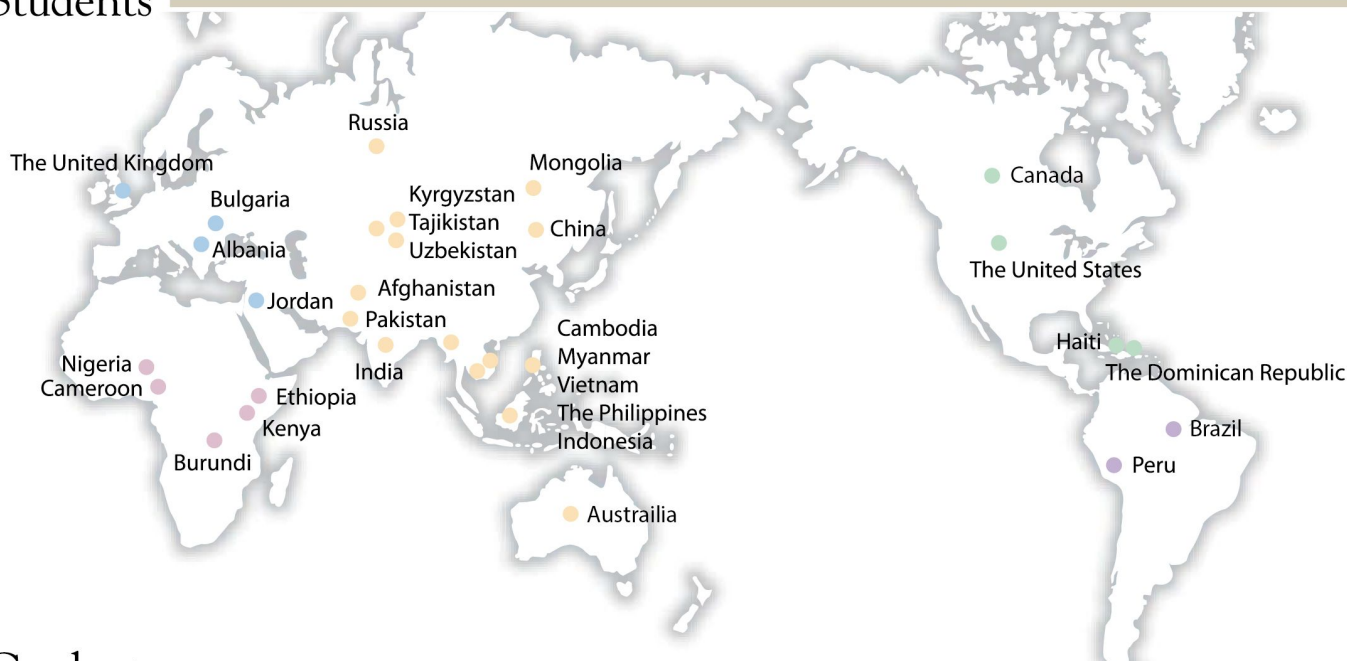 Students
Russia
The United Kingdom
Mongolia
Bulgaria
Kyrgyzstan
Tajikistan
Uzbekistan
China
Albania
Canada
The United States
Jordan
Afghanistan
Pakistan
India
Cambodia
Myanmar
Vietnam
The Philippines
Indonesia
Haiti
The Dominican Republic
Nigeria
Cameroon
Ethiopia
Kenya
Burundi
Brazil
Peru
Austrailia